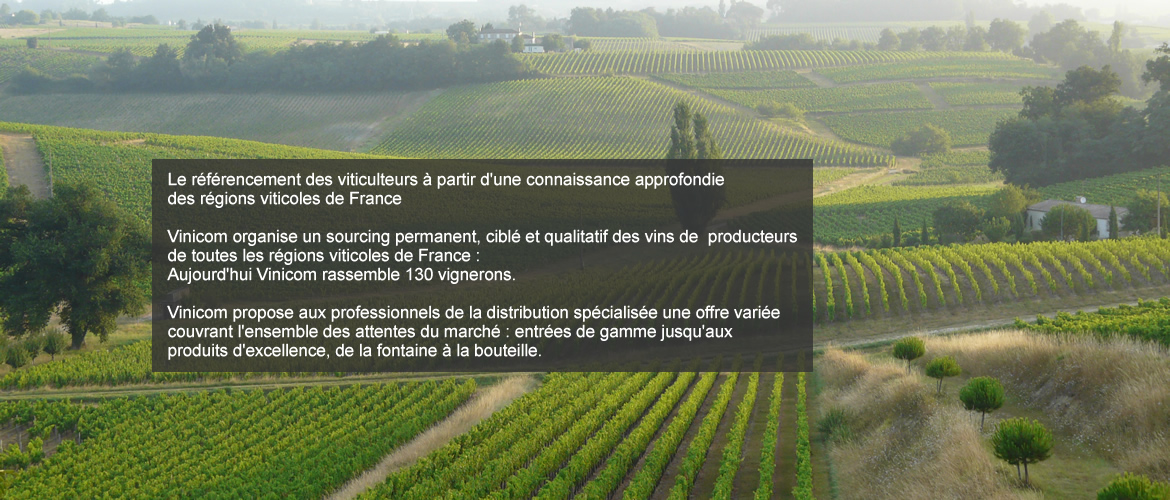 Le référencement des viticulteurs à partir d'une connaissance approfondie
des régions viticoles de France
Vinicom organise un sourcing permanent, ciblé et qualitatif des vins de  producteurs
de toutes les régions viticoles de France :
Aujourd'hui Vinicom rassemble 130 vignerons.
Vinicom propose aux professionnels de la distribution spécialisée une offre variée
couvrant l'ensemble des attentes du marché : entrées de gamme jusqu'aux
produits d'excellence, de la fontaine à la bouteille.